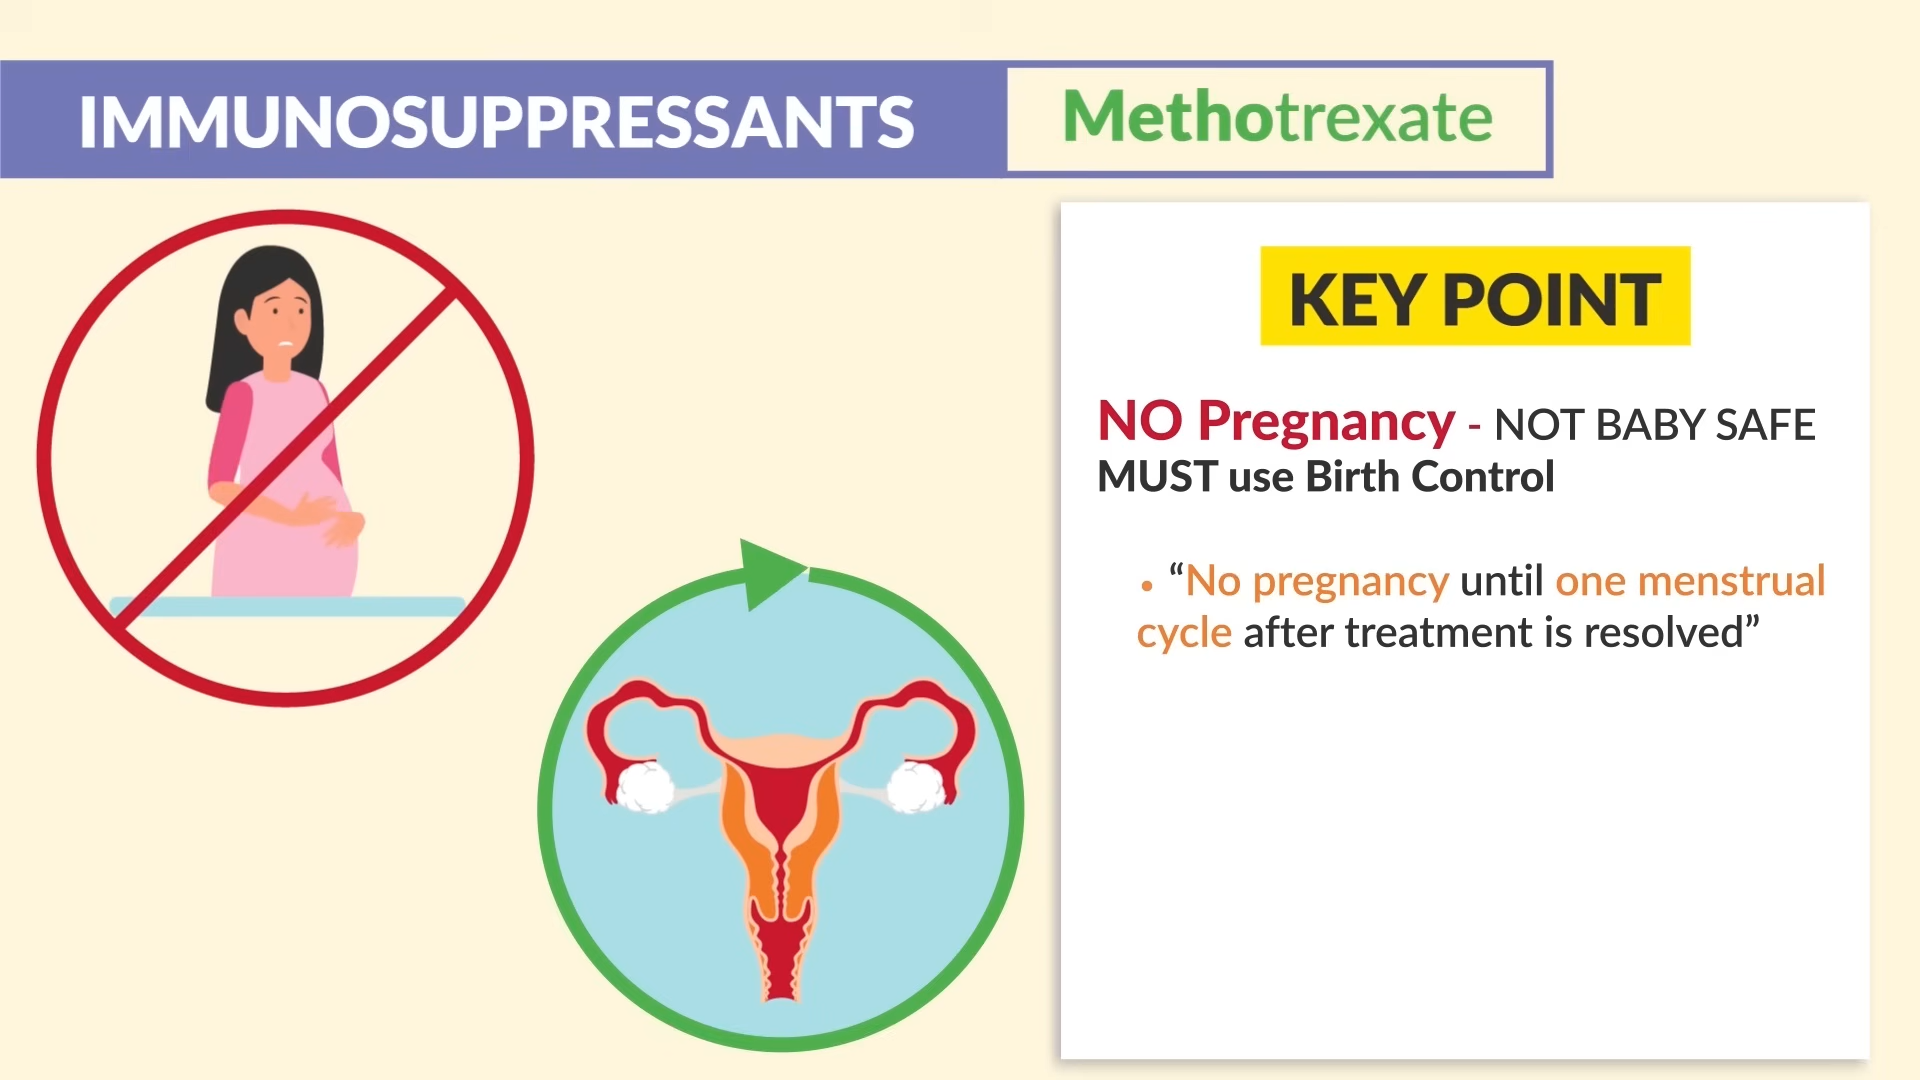 IMMUNOSUPPRESSANTS
Methotrexate
KEY POINT
NO Pregnancy - NOT BABY SAFE
MUST use Birth Control
• “No pregnancy until one menstrual
cycle after treatment is resolved”